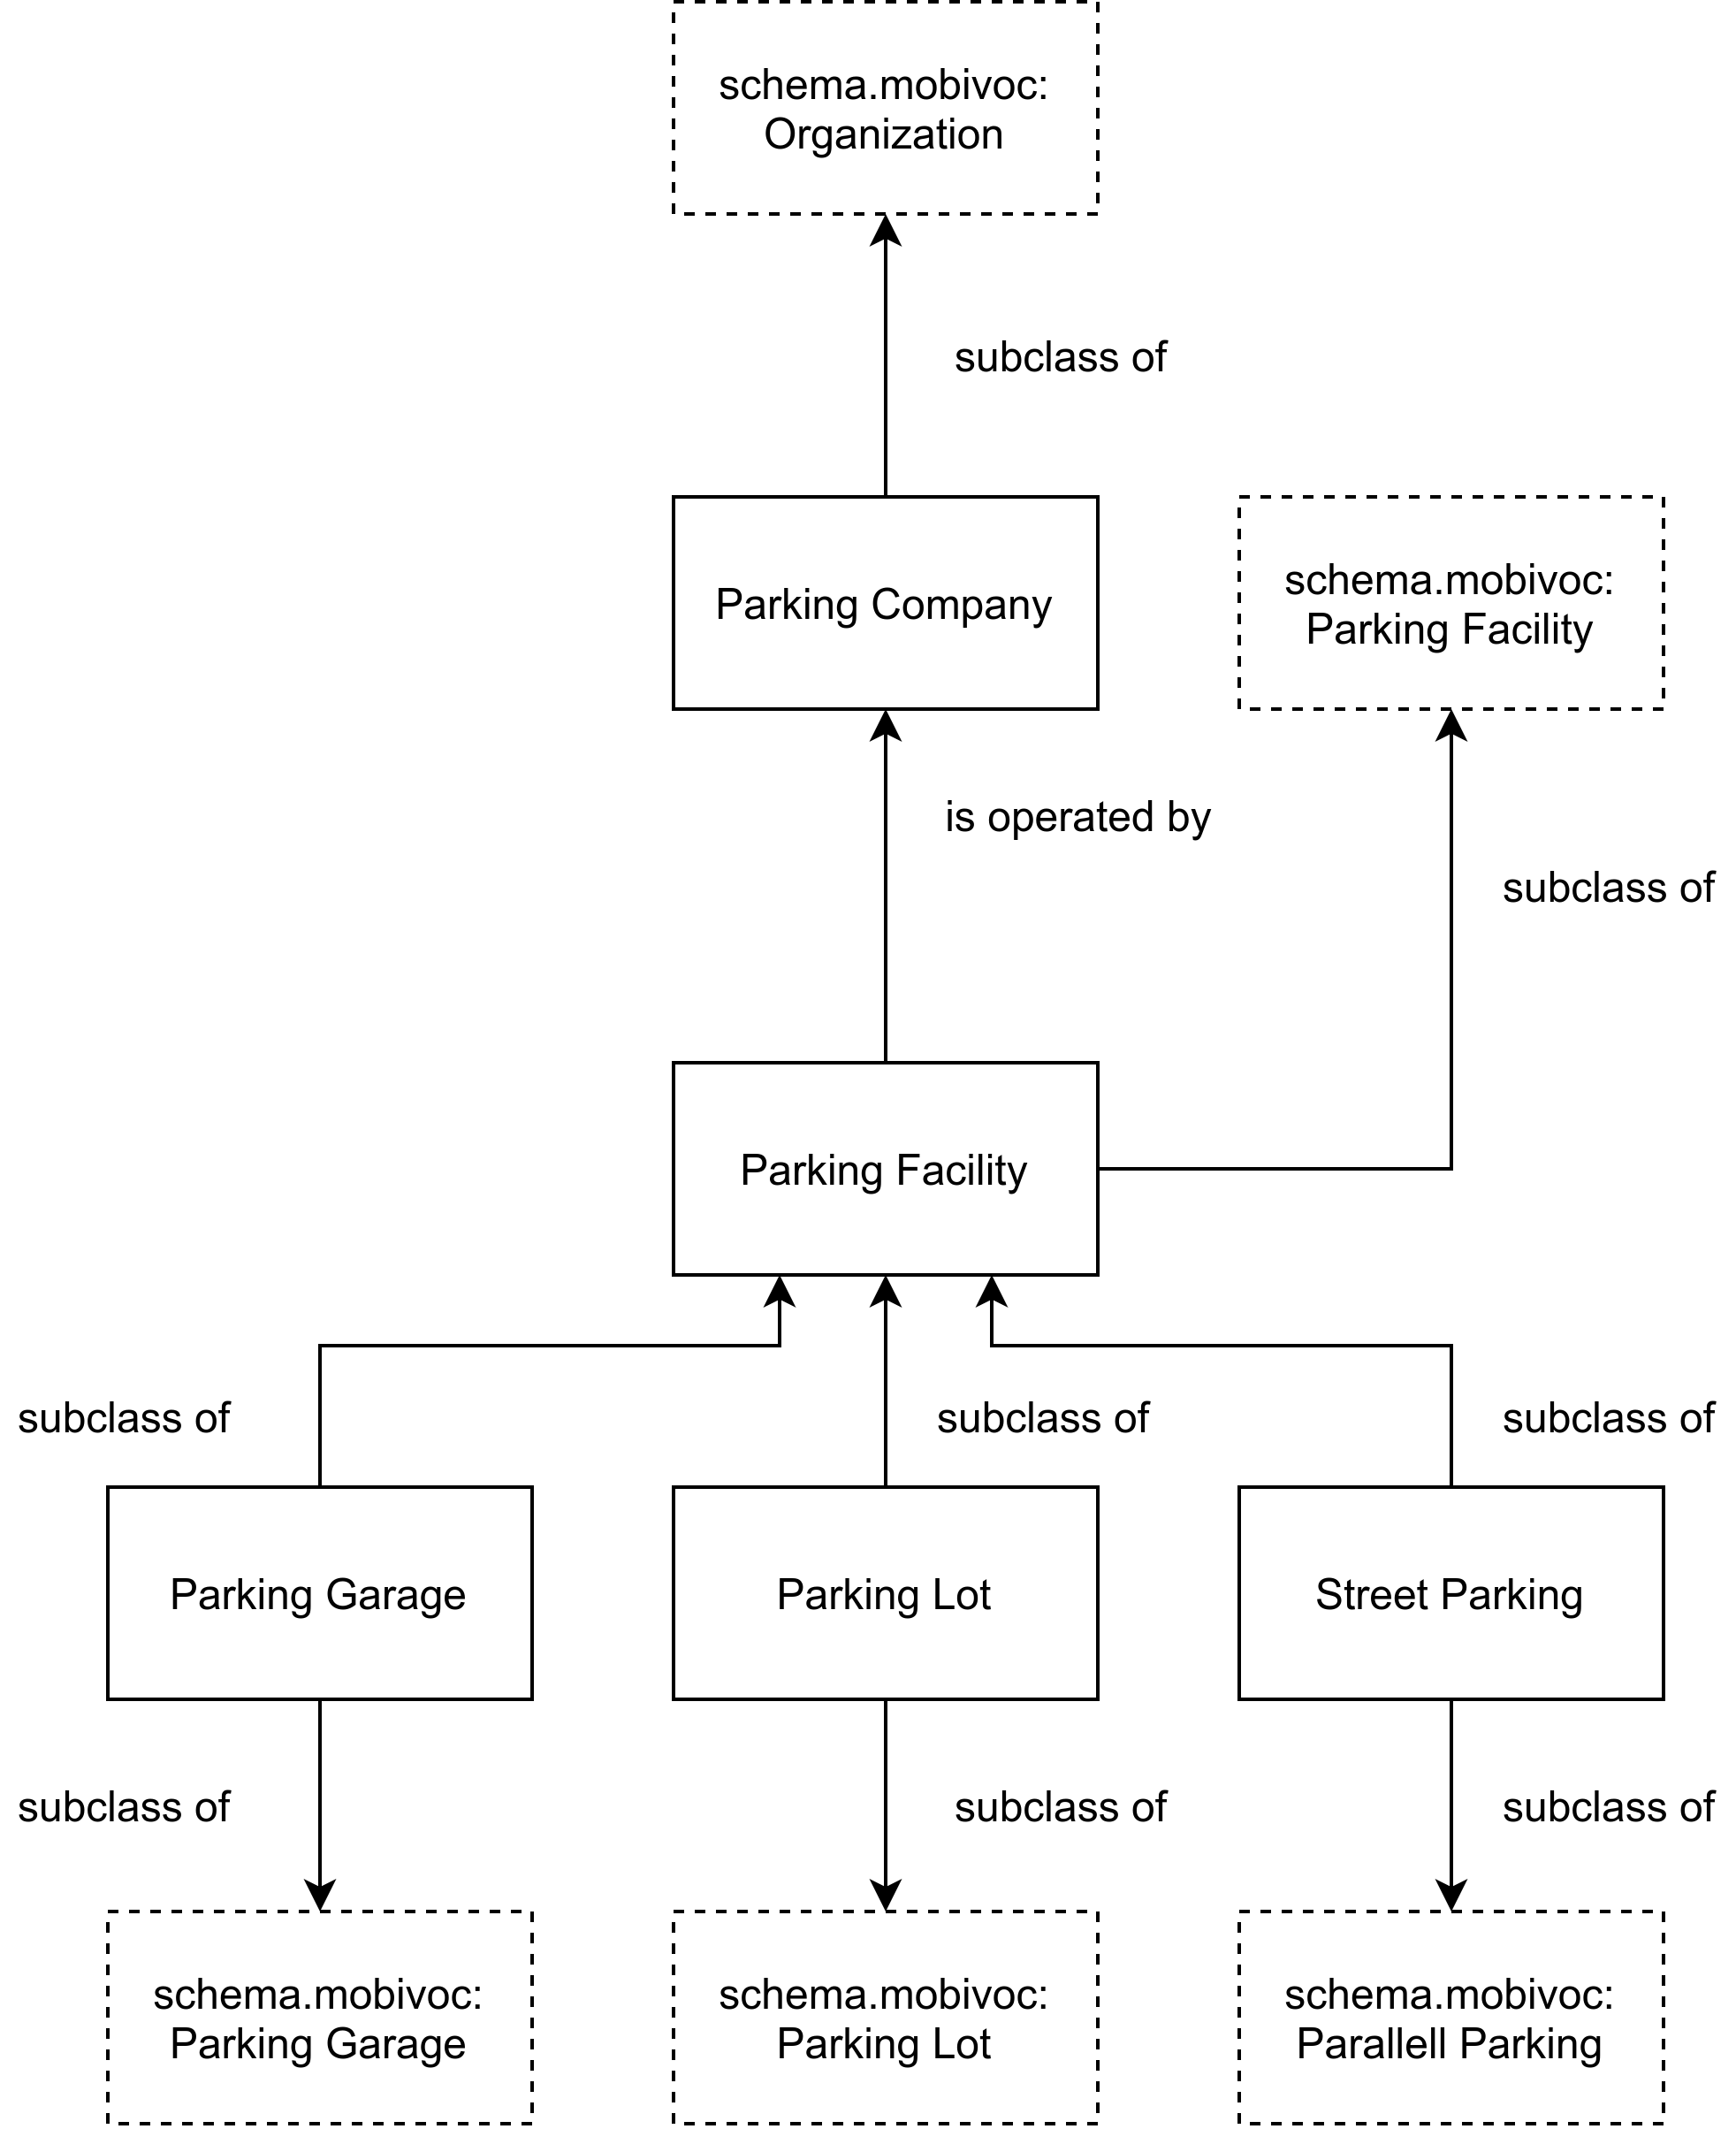 schema.mobivoc:
Organization
subclass of
Parking Company
schema.mobivoc:
Parking Facility
is operated by
subclass of
Parking Facility
subclass of
subclass of
subclass of
Parking Garage
Parking Lot
Street Parking
subclass of
subclass of
subclass of
schema.mobivoc:
Parking Garage
schema.mobivoc:
Parking Lot
schema.mobivoc:
Parallell Parking